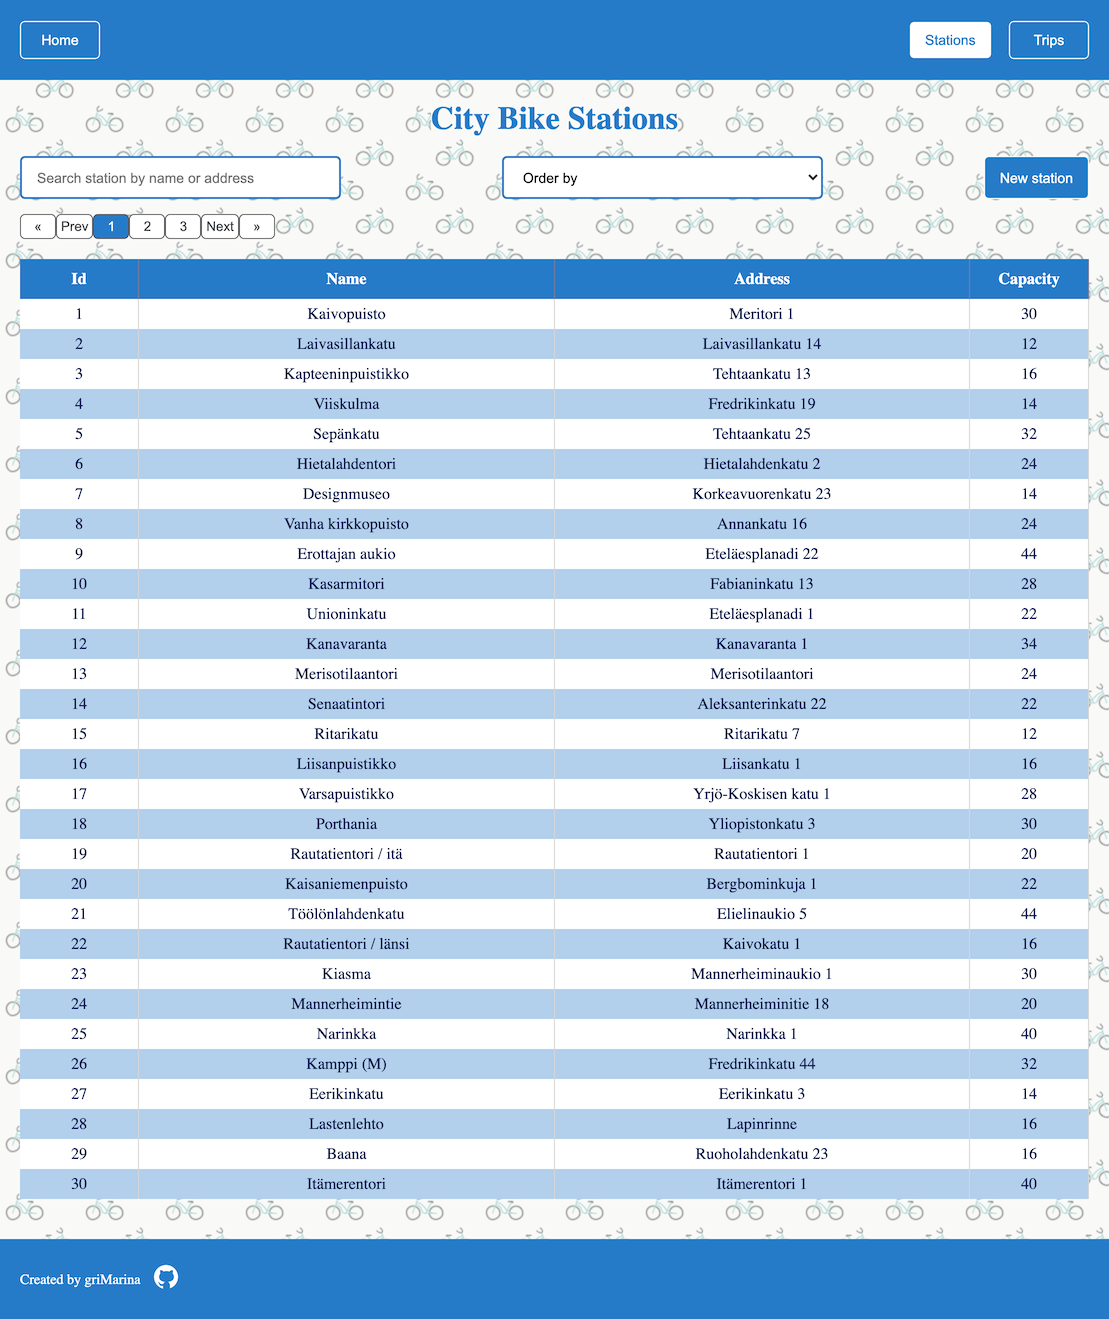 Home Stations Trips
City Bike Stations
Search station by name or address Order by New station
« Prev 1 2 3 Next »
Id Name Address Capacity
1 Kaivopuisto Meritori 1 30
2 Laivasillankatu Laivasillankatu 14 12
3 Kapteeninpuistikko Tehtaankatu 13 16
4 Viiskulma Fredrikinkatu 19 14
5 Sepänkatu Tehtaankatu 25 32
6 Hietalahdentori Hietalahdenkatu 2 24
7 Designmuseo Korkeavuorenkatu 23 14
8 Vanha kirkkopuisto Annankatu 16 24
9 Erottajan aukio Eteläesplanadi 22 44
10 Kasarmitori Fabianinkatu 13 28
11 Unioninkatu Eteläesplanadi 1 22
12 Kanavaranta Kanavaranta 1 34
13 Merisotilaantori Merisotilaantori 24
14 Senaatintori Aleksanterinkatu 22 22
15 Ritarikatu Ritarikatu 7 12
16 Liisanpuistikko Liisankatu 1 16
17 Varsapuistikko Yrjö-Koskisen katu 1 28
18 Porthania Yliopistonkatu 3 30
19 Rautatientori / itä Rautatientori 1 20
20 Kaisaniemenpuisto Bergbominkuja 1 22
21 Töölönlahdenkatu Elielinaukio 5 44
22 Rautatientori / länsi Kaivokatu 1 16
23 Kiasma Mannerheiminaukio 1 30
24 Mannerheimintie Mannerheiminitie 18 20
25 Narinkka Narinkka 1 40
26 Kamppi (M) Fredrikinkatu 44 32
27 Eerikinkatu Eerikinkatu 3 14
28 Lastenlehto Lapinrinne 16
29 Baana Ruoholahdenkatu 23 16
30 Itämerentori Itämerentori 1 40
Created by griMarina